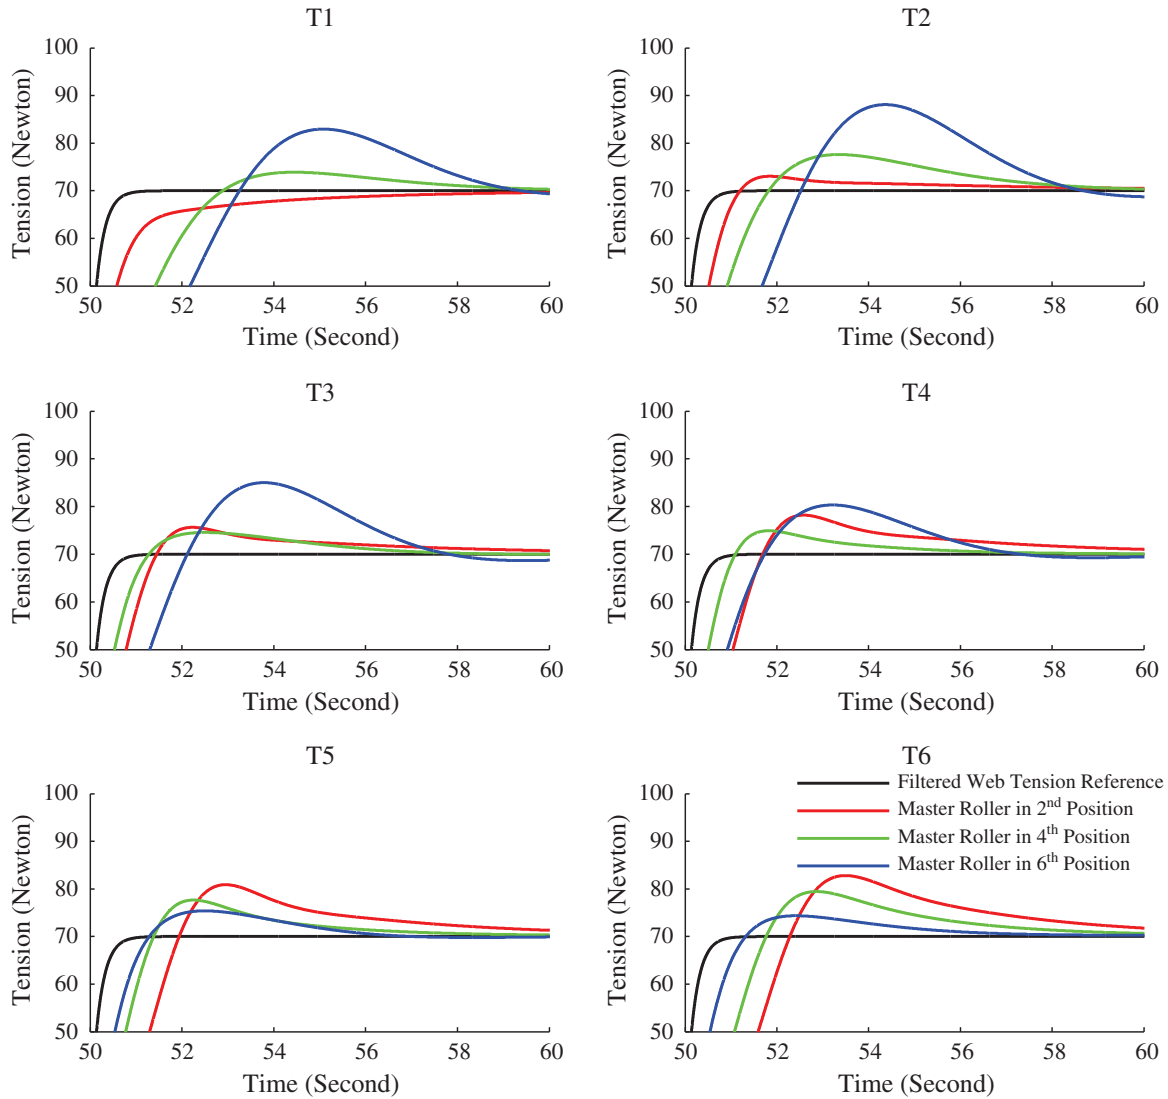 T1
100
90
80
70
60
50
Tension (Newton)
50 52 54 56 58 60
Time (Second)
T2
100
90
80
70
60
50
Tension (Newton)
50 52 54 56 58 60
Time (Second)
T3
100
90
80
70
60
50
Tension (Newton)
50 52 54 56 58 60
Time (Second)
T4
100
90
80
70
60
50
Tension (Newton)
50 52 54 56 58 60
Time (Second)
T5
100
90
80
70
60
50
Tension (Newton)
50 52 54 56 58 60
Time (Second)
T6
100
90
80
70
60
50
Tension (Newton)
50 52 54 56 58 60
Time (Second)
Filtered Web Tension Reference
Master Roller in 2nd Position
Master Roller in 4th Position
Master Roller in 6th Position